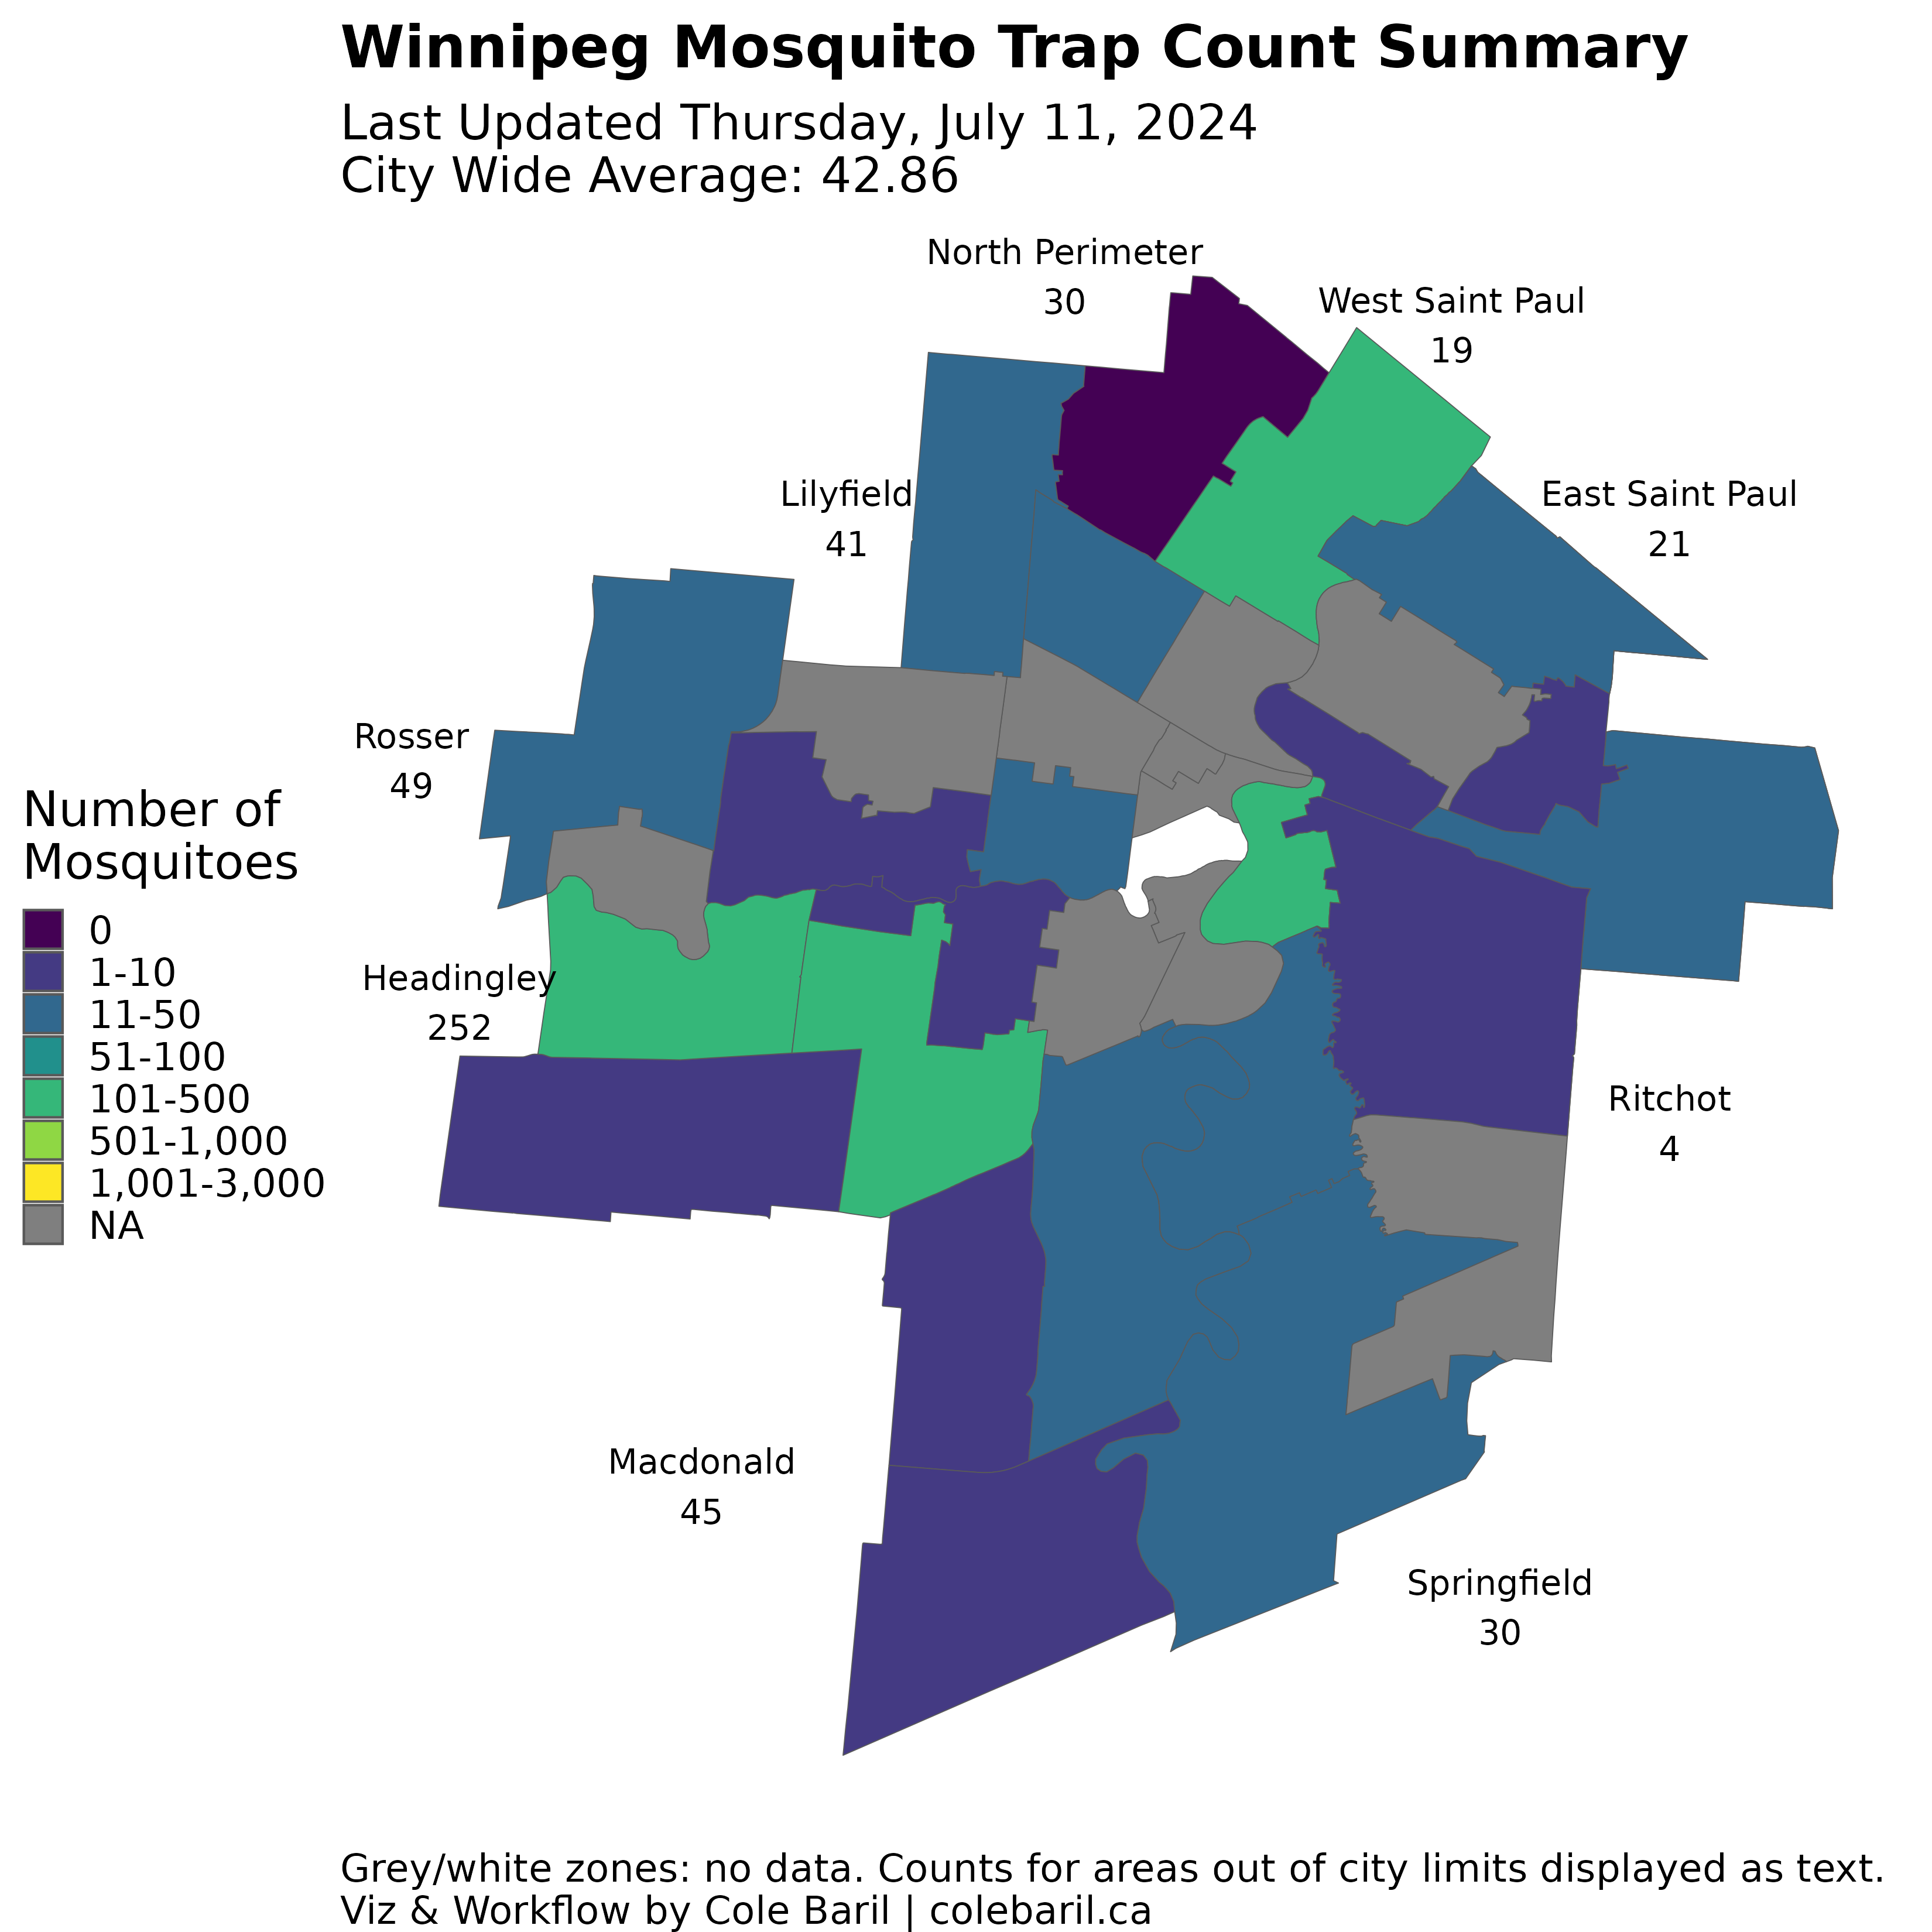 Winnipeg Mosquito Trap Count Summary
Last Updated Thursday, July 11, 2024
City Wide Average: 42.86
North Perimeter
30
West Saint Paul
19
Lilyfield
41
East Saint Paul
21
Rosser
49
Number of
Mosquitoes
0
1-10
11-50
51-100
101-500
501-1,000
1,001-3,000
NA
Headingley
252
Ritchot
4
Macdonald
45
Springfield
30
Grey/white zones: no data. Counts for areas out of city limits displayed as text.
Viz & Workflow by Cole Baril | colebaril.ca